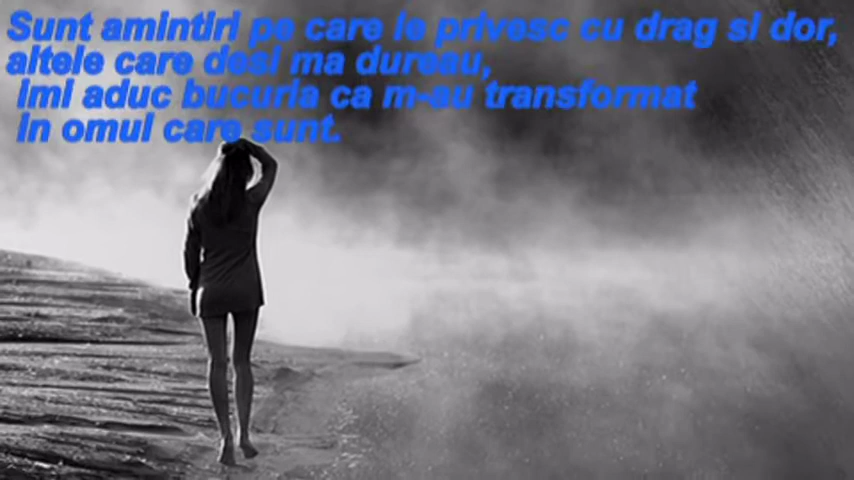 Sunt amintiri pe care le privesc cu drag si dor,
altele care desi ma dureau,
imi aduc bucuria ca m-au transformat
in omul care sunt.